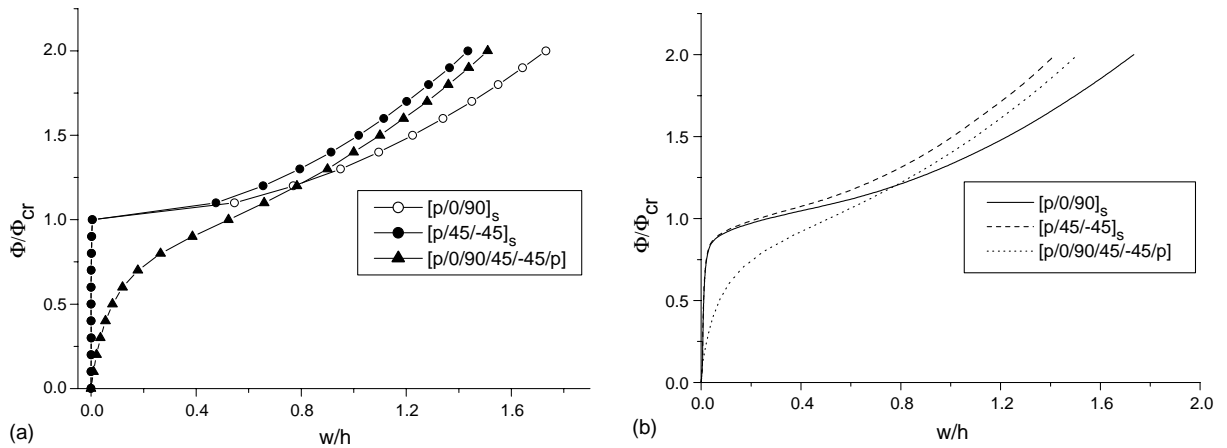 2.0
1.5
1.0
0.5
0.0
Φ/Φcr
[p/0/90]s
[p/45/-45]s
[p/0/90/45/-45/p]
0.0 0.4 0.8 1.2 1.6
w/h
(a)
2.0
1.5
1.0
0.5
0.0
Φ/Φcr
[p/0/90]s
[p/45/-45]s
[p/0/90/45/-45/p]
0.0 0.4 0.8 1.2 1.6 2.0
w/h
(b)